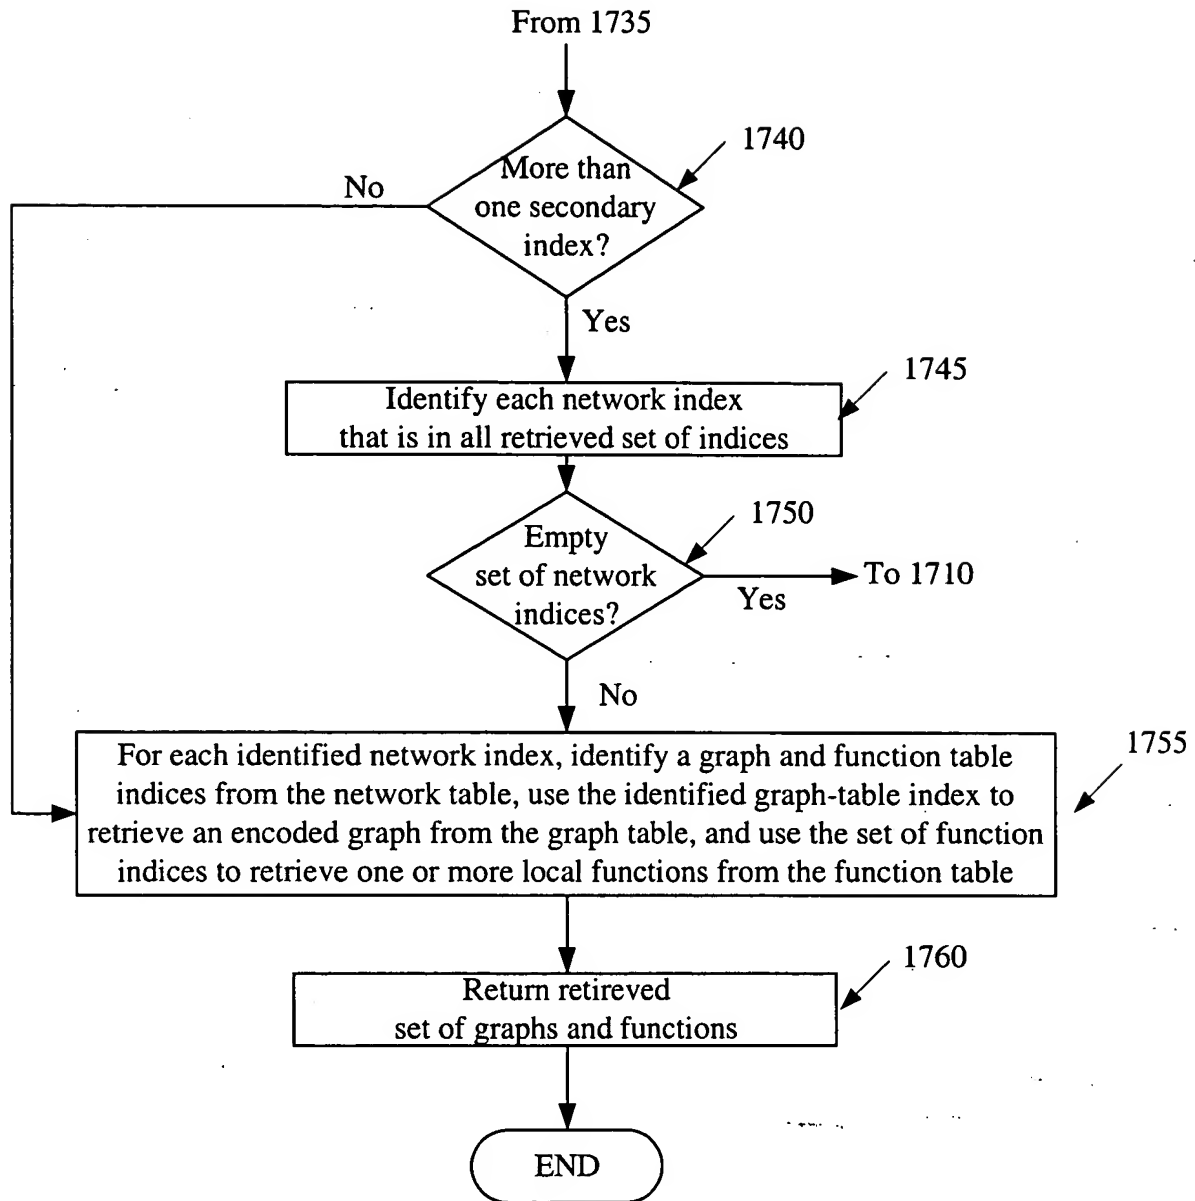 From 1735
1740
More than
one secondary
index?
No
Yes
1745
Identify each network index
that is in all retrieved set of indices
1750
Empty
set of network
indices?
To 1710
Yes
No
1755
For each identified network index, identify a graph and function table
indices from the network table, use the identified graph-table index to
retrieve an encoded graph from the graph table, and use the set of function
indices to retrieve one or more local functions from the function table
1760
Return retireved
set of graphs and functions
END